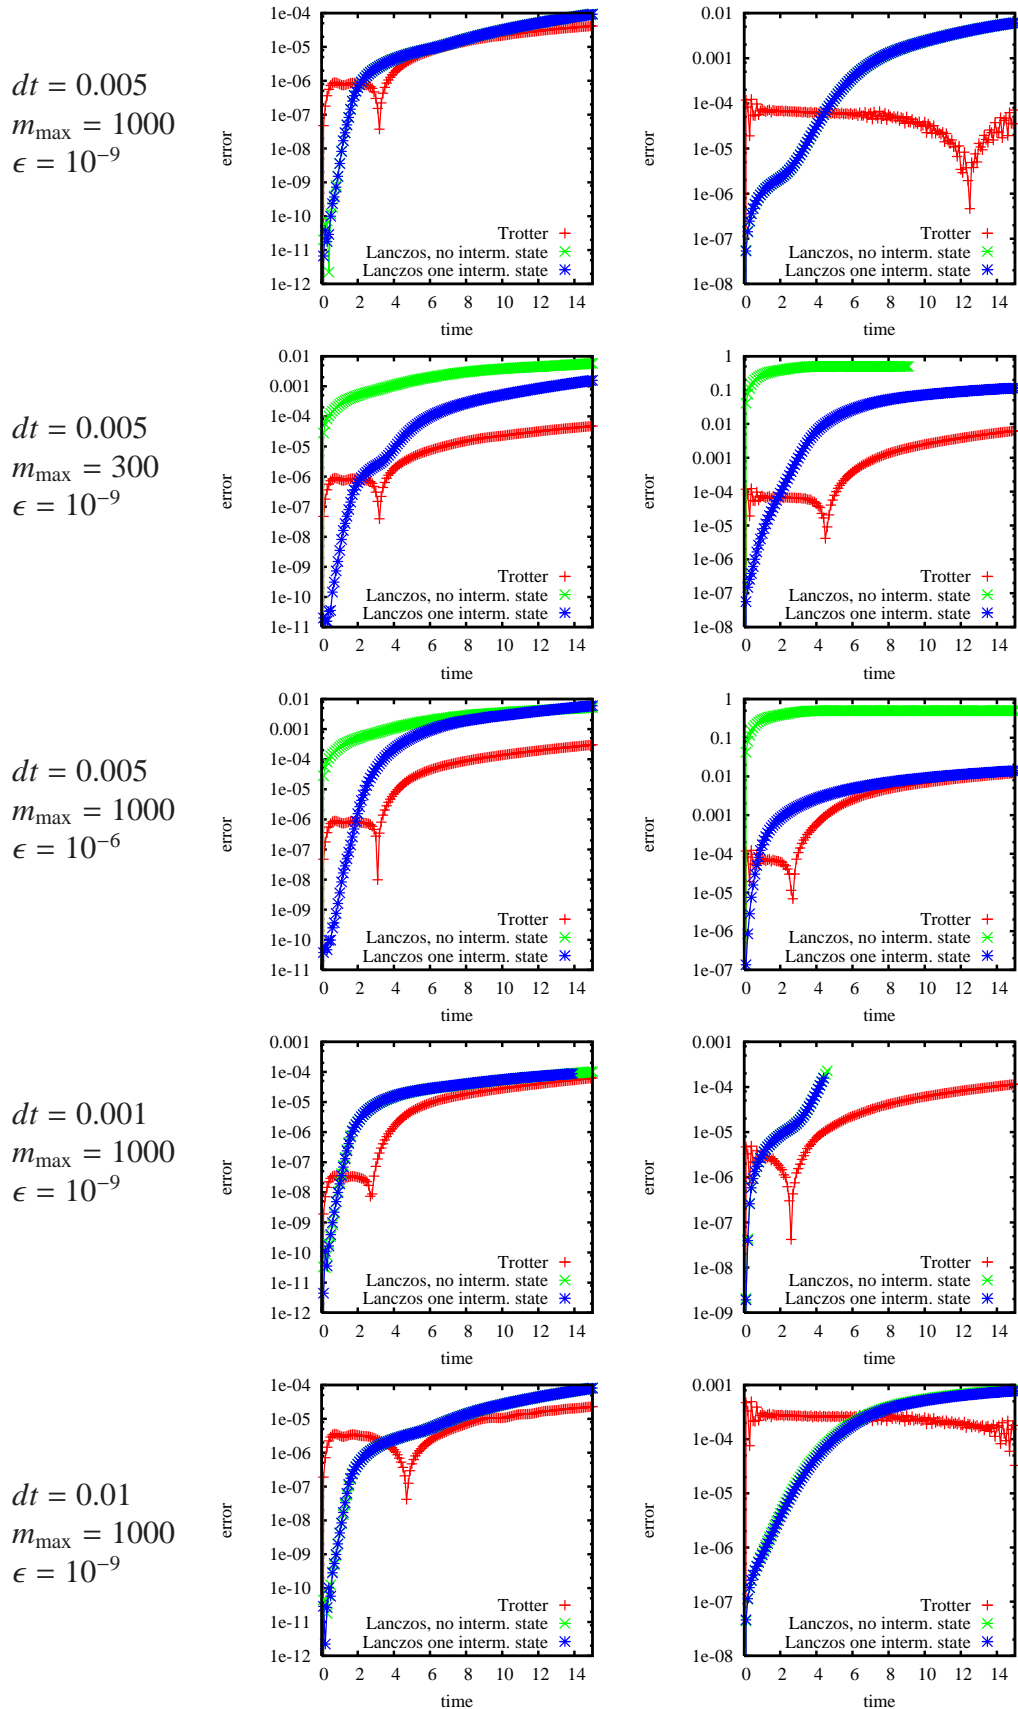 dt = 0.005
m_max = 1000
ϵ = 10^−9
1e-04
1e-05
1e-06
1e-07
1e-08
1e-09
1e-10
1e-11
1e-12
error
0 2 4 6 8 10 12 14
time
Trotter
Lanczos, no interm. state
Lanczos one interm. state
0.01
0.001
1e-04
1e-05
1e-06
1e-07
1e-08
error
0 2 4 6 8 10 12 14
time
Trotter
Lanczos, no interm. state
Lanczos one interm. state
dt = 0.005
m_max = 300
ϵ = 10^−9
0.01
0.001
1e-04
1e-05
1e-06
1e-07
1e-08
1e-09
1e-10
1e-11
error
0 2 4 6 8 10 12 14
time
Trotter
Lanczos, no interm. state
Lanczos one interm. state
1
0.1
0.01
0.001
1e-04
1e-05
1e-06
1e-07
1e-08
error
0 2 4 6 8 10 12 14
time
Trotter
Lanczos, no interm. state
Lanczos one interm. state
dt = 0.005
m_max = 1000
ϵ = 10^−6
0.01
0.001
1e-04
1e-05
1e-06
1e-07
1e-08
1e-09
1e-10
1e-11
error
0 2 4 6 8 10 12 14
time
Trotter
Lanczos, no interm. state
Lanczos one interm. state
1
0.1
0.01
0.001
1e-04
1e-05
1e-06
1e-07
error
0 2 4 6 8 10 12 14
time
Trotter
Lanczos, no interm. state
Lanczos one interm. state
dt = 0.001
m_max = 1000
ϵ = 10^−9
0.001
1e-04
1e-05
1e-06
1e-07
1e-08
1e-09
1e-10
1e-11
1e-12
error
0 2 4 6 8 10 12 14
time
Trotter
Lanczos, no interm. state
Lanczos one interm. state
0.001
1e-04
1e-05
1e-06
1e-07
1e-08
1e-09
error
0 2 4 6 8 10 12 14
time
Trotter
Lanczos, no interm. state
Lanczos one interm. state
dt = 0.01
m_max = 1000
ϵ = 10^−9
1e-04
1e-05
1e-06
1e-07
1e-08
1e-09
1e-10
1e-11
1e-12
error
0 2 4 6 8 10 12 14
time
Trotter
Lanczos, no interm. state
Lanczos one interm. state
0.001
1e-04
1e-05
1e-06
1e-07
1e-08
error
0 2 4 6 8 10 12 14
time
Trotter
Lanczos, no interm. state
Lanczos one interm. state